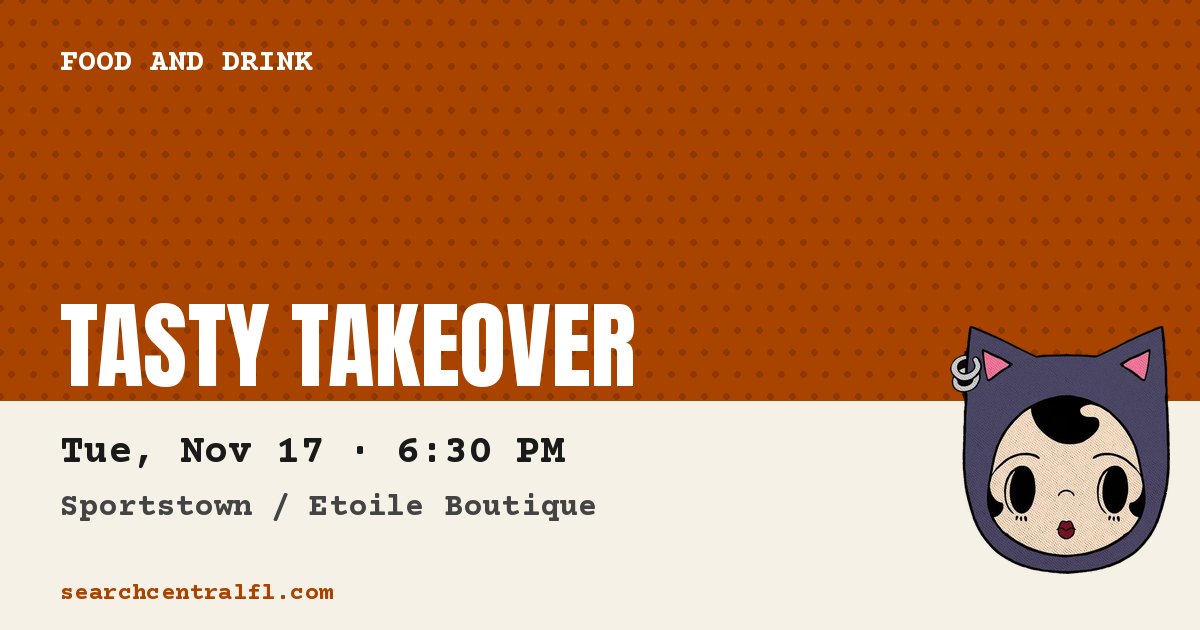 FOOD AND DRINK
TASTY TAKEOVER
Tue, Nov 17 · 6:30 PM
Sportstown / Etoile Boutique
searchcentralfl.com